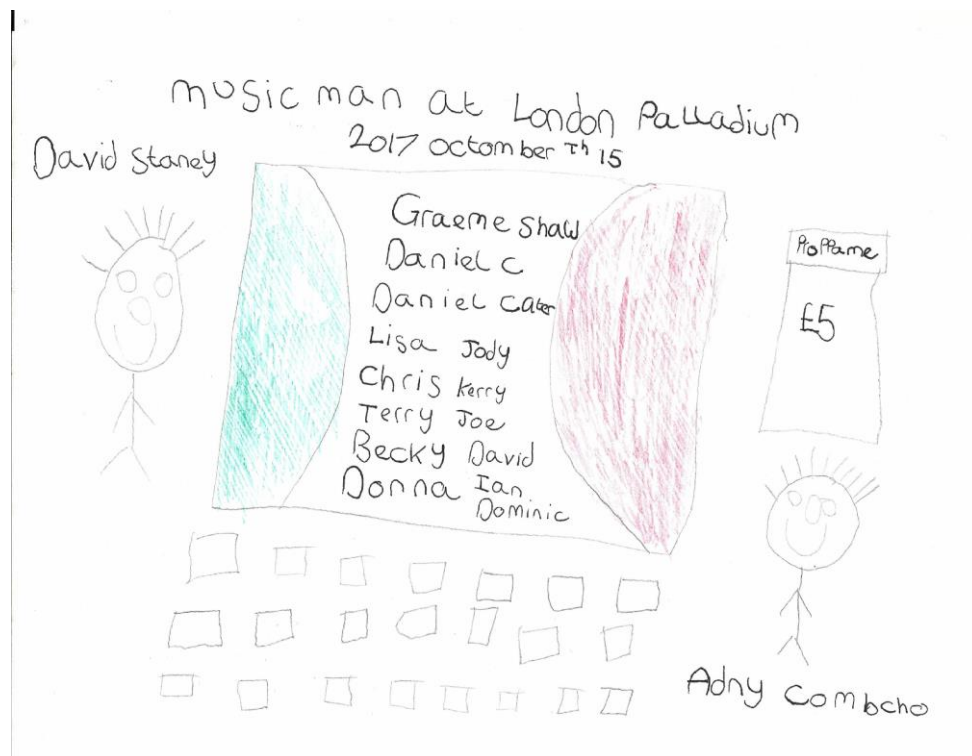 music man at London Palladium
2017 octomber Th 15
David Staney
Graeme Shaw
Daniel C
Daniel Cater
Lisa Jody
Chris Kerry
Terry Joe
Becky David
Donna Ian
Dominic
ProPPame
£5
Adny Combcho